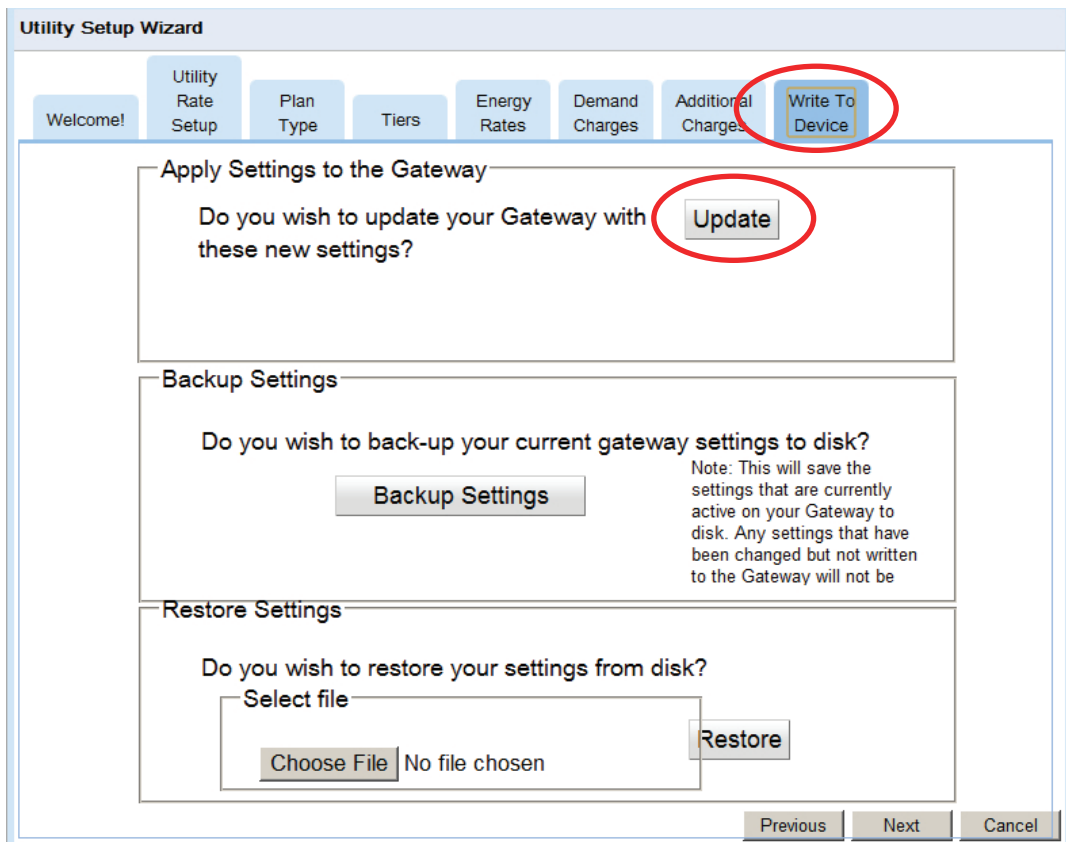 Utility Setup Wizard
Welcome!
Utility
Rate
Setup
Plan
Type
Tiers
Energy
Rates
Demand
Charges
Additional
Charges
Write To
Device
Apply Settings to the Gateway
Do you wish to update your Gateway with
these new settings?
Update
Backup Settings
Do you wish to back-up your current gateway settings to disk?
Backup Settings
Note: This will save the
settings that are currently
active on your Gateway to
disk. Any settings that have
been changed but not written
to the Gateway will not be
Restore Settings
Do you wish to restore your settings from disk?
Select file
Choose File No file chosen
Restore
Previous
Next
Cancel